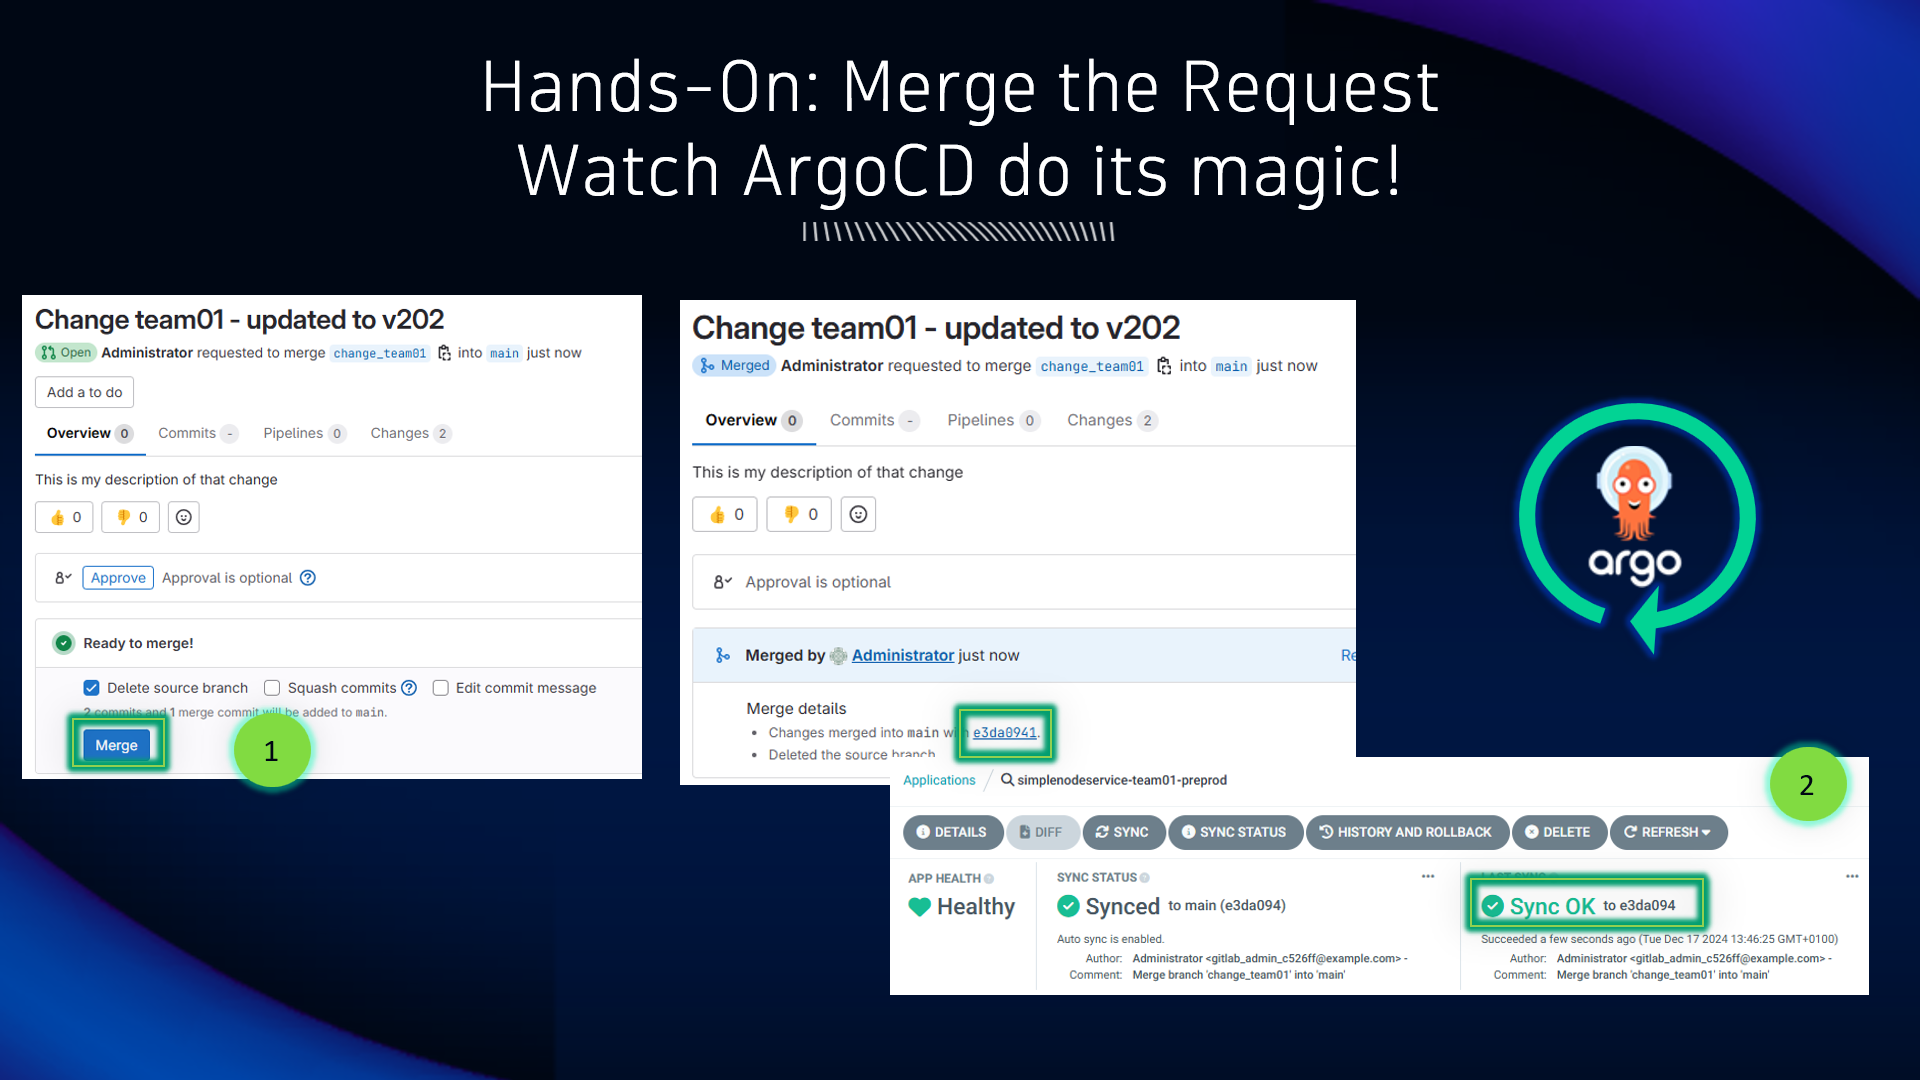 Hands-On: Merge the Request
Watch ArgoCD do its magic!
Change team01 - updated to v202
Open Administrator requested to merge change_team01 into main just now
Add a to do
Overview 0 Commits - Pipelines 0 Changes 2
This is my description of that change
0 0
Approve Approval is optional
Ready to merge!
Delete source branch Squash commits Edit commit message
2 commits and 1 merge commit will be added to main.
Merge
1
Change team01 - updated to v202
Merged Administrator requested to merge change_team01 into main just now
Overview 0 Commits - Pipelines 0 Changes 2
This is my description of that change
0 0
Approval is optional
Merged by Administrator just now Re
Merge details
Changes merged into main with e3da0941.
Deleted the source branch
argo
2
Applications / simplenodeservice-team01-preprod
DETAILS DIFF SYNC SYNC STATUS HISTORY AND ROLLBACK DELETE REFRESH
APP HEALTH
Healthy
SYNC STATUS
Synced to main (e3da094)
Auto sync is enabled.
Author: Administrator <gitlab_admin_c526ff@example.com> -
Comment: Merge branch 'change_team01' into 'main'
LAST SYNC
Sync OK to e3da094
Succeeded a few seconds ago (Tue Dec 17 2024 13:46:25 GMT+0100)
Author: Administrator <gitlab_admin_c526ff@example.com> -
Comment: Merge branch 'change_team01' into 'main'